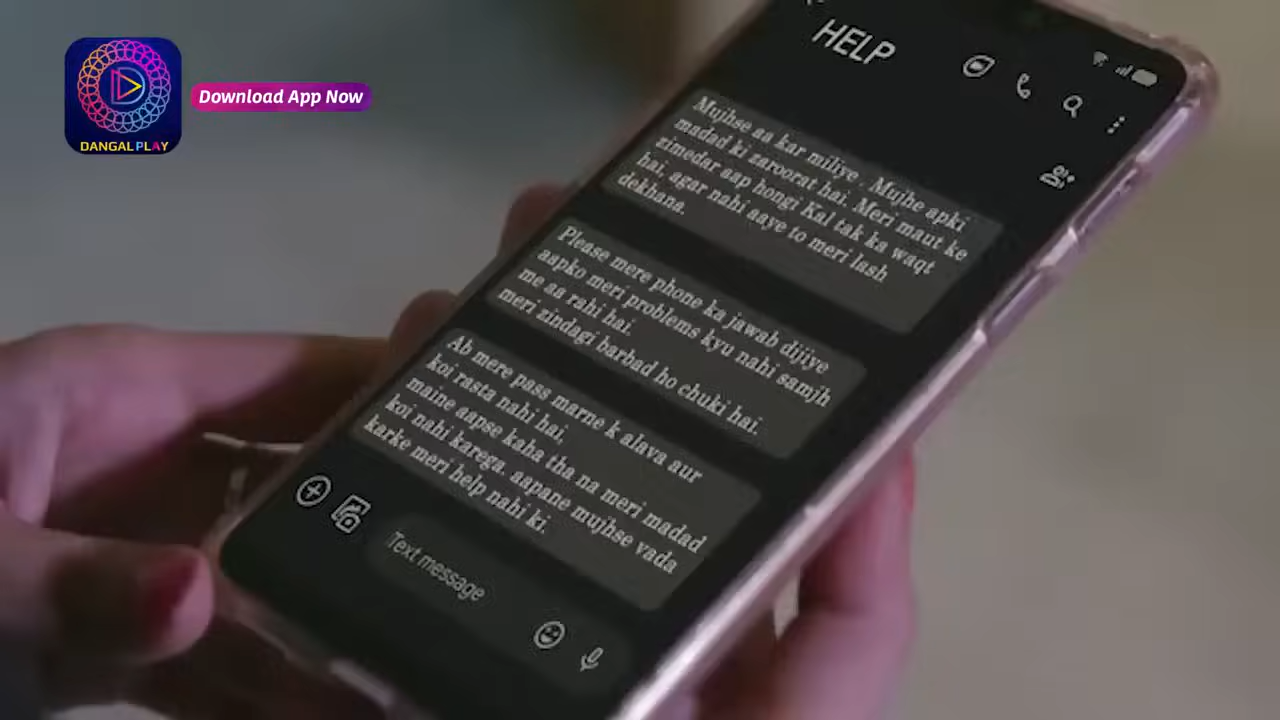 DANGAL PLAY
Download App Now
HELP
Mujhse aa kar miliye . Mujhe apki
madad ki zaroorat hai. Meri maut ke
zimedar aap hongi Kal tak ka waqt
hai, agar nahi aaye to meri lash
dekhana.
Please mere phone ka jawab dijiye
aapko meri problems kyu nahi samjh
me aa rahi hai.
meri zindagi barbad ho chuki hai.
Ab mere pass marne k alava aur
koi rasta nahi hai,
maine aapse kaha tha na meri madad
koi nahi karega. aapane mujhse vada
karke meri help nahi ki.
Text message